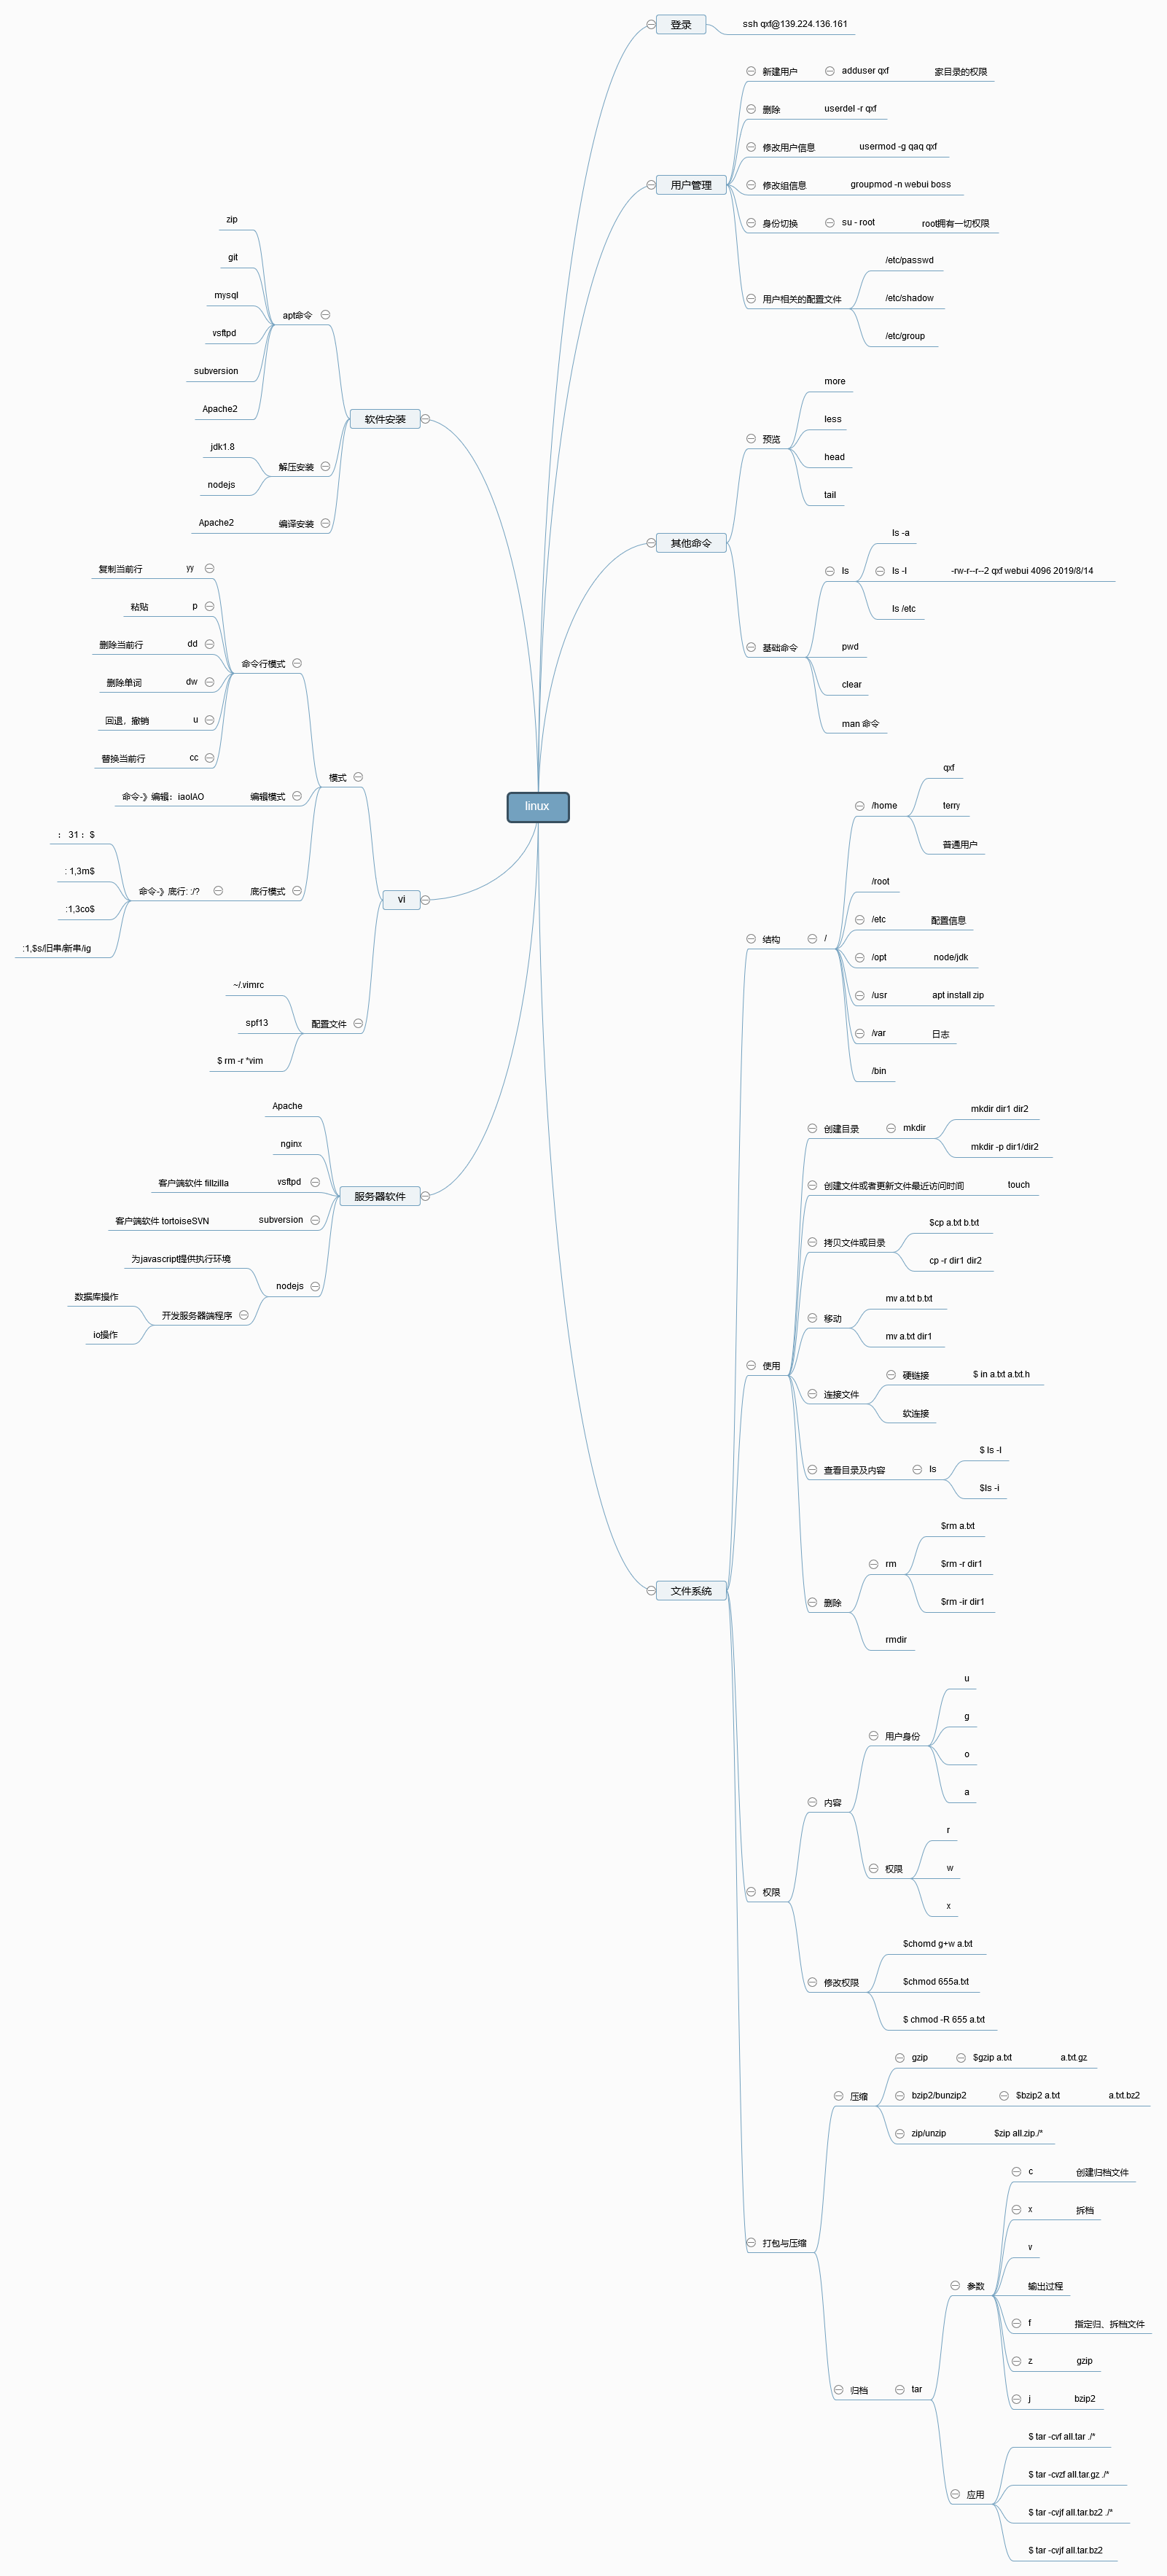 linux
登录
ssh qxf@139.224.136.161
用户管理
新建用户
adduser qxf
家目录的权限
删除
userdel -r qxf
修改用户信息
usermod -g qaq qxf
修改组信息
groupmod -n webui boss
身份切换
su - root
root拥有一切权限
用户相关的配置文件
/etc/passwd
/etc/shadow
/etc/group
其他命令
预览
more
less
head
tail
基础命令
ls
ls -a
ls -l
-rw-r--r--2 qxf webui 4096 2019/8/14
ls /etc
pwd
clear
man 命令
文件系统
结构
/
/home
qxf
terry
普通用户
/root
/etc
配置信息
/opt
node/jdk
/usr
apt install zip
/var
日志
/bin
使用
创建目录
mkdir
mkdir dir1 dir2
mkdir -p dir1/dir2
创建文件或者更新文件最近访问时间
touch
拷贝文件或目录
$cp a.txt b.txt
cp -r dir1 dir2
移动
mv a.txt b.txt
mv a.txt dir1
连接文件
硬链接
$ in a.txt a.txt.h
软连接
查看目录及内容
ls
$ ls -l
$ls -i
删除
rm
$rm a.txt
$rm -r dir1
$rm -ir dir1
rmdir
权限
内容
用户身份
u
g
o
a
权限
r
w
x
修改权限
$chomd g+w a.txt
$chmod 655a.txt
$ chmod -R 655 a.txt
打包与压缩
压缩
gzip
$gzip a.txt
a.txt.gz
bzip2/bunzip2
$bzip2 a.txt
a.txt.bz2
zip/unzip
$zip all.zip./*
归档
tar
参数
c
创建归档文件
x
拆档
v
输出过程
f
指定归、拆档文件
z
gzip
j
bzip2
应用
$ tar -cvf all.tar ./*
$ tar -cvzf all.tar.gz ./*
$ tar -cvjf all.tar.bz2 ./*
$ tar -cvjf all.tar.bz2
软件安装
apt命令
zip
git
mysql
vsftpd
subversion
Apache2
解压安装
jdk1.8
nodejs
编译安装
Apache2
vi
模式
命令行模式
yy
复制当前行
p
粘贴
dd
删除当前行
dw
删除单词
u
回退，撤销
cc
替换当前行
编辑模式
命令-》编辑：iaoIAO
底行模式
命令-》底行: :/?
： 31 : $
: 1,3m$
:1,3co$
:1,$s/旧串/新串/ig
配置文件
~/.vimrc
spf13
$ rm -r *vim
服务器软件
Apache
nginx
vsftpd
客户端软件 fillzilla
subversion
客户端软件 tortoiseSVN
nodejs
为javascript提供执行环境
开发服务器端程序
数据库操作
io操作